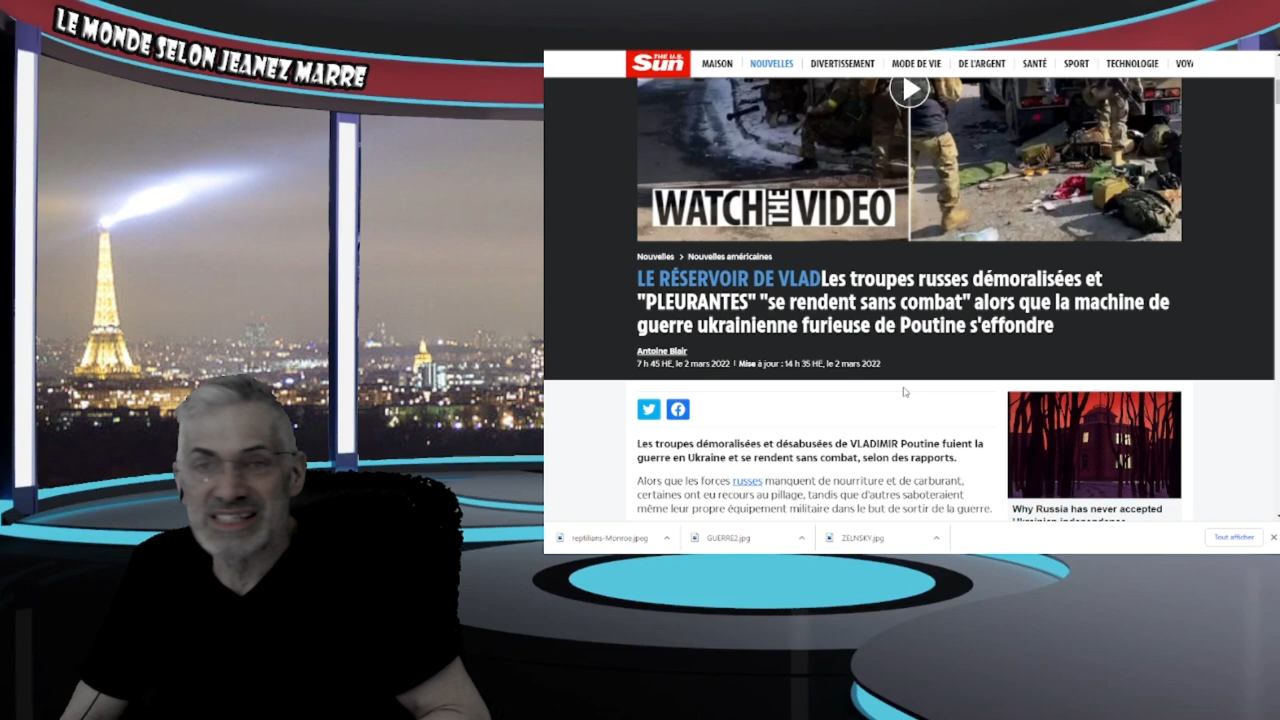 LE MONDE SELON JEANEZ MARRE
THE U.S. Sun
MAISON NOUVELLES DIVERTISSEMENT MODE DE VIE DE L'ARGENT SANTÉ SPORT TECHNOLOGIE VOY
WATCH THE VIDEO
Nouvelles > Nouvelles américaines
LE RÉSERVOIR DE VLADLes troupes russes démoralisées et
"PLEURANTES" "se rendent sans combat" alors que la machine de
guerre ukrainienne furieuse de Poutine s'effondre
Antoine Blair
7 h 45 HE, le 2 mars 2022 | Mise à jour : 14 h 35 HE, le 2 mars 2022
Les troupes démoralisées et désabusées de VLADIMIR Poutine fuient la
guerre en Ukraine et se rendent sans combat, selon des rapports.
Alors que les forces russes manquent de nourriture et de carburant,
certaines ont eu recours au pillage, tandis que d'autres saboteraient
même leur propre équipement militaire dans le but de sortir de la guerre.
Why Russia has never accepted
Ukrainian independence
reptilians-Monroe.jpeg
GUERRE2.jpg
ZELNSKY.jpg
Tout afficher